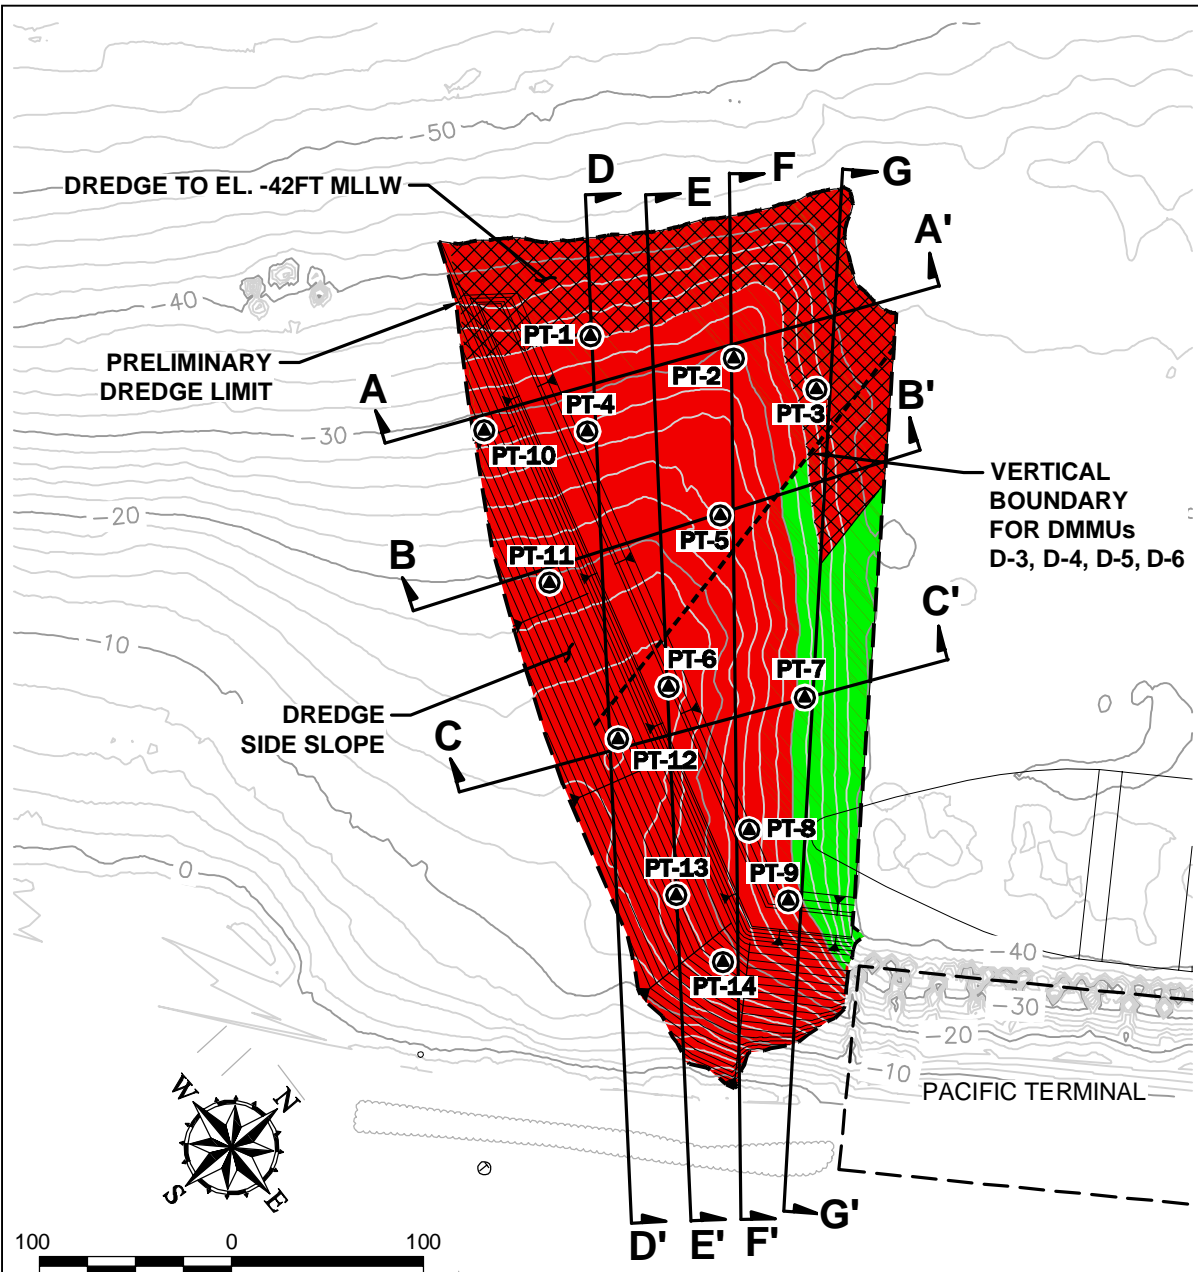 -50
D
E
F
G
DREDGE TO EL. -42FT MLLW
A'
-40
PRELIMINARY
DREDGE LIMIT
PT-1
PT-2
PT-3
A
PT-4
B'
-30
PT-10
VERTICAL
BOUNDARY
FOR DMMUs
D-3, D-4, D-5, D-6
-20
PT-5
B
PT-11
C'
-10
PT-6
PT-7
DREDGE
SIDE SLOPE
C
PT-12
PT-8
0
PT-13
PT-9
-40
PT-14
-30
-20
-10
PACIFIC TERMINAL
W
N
S
E
D'
E'
F'
G'
100 0 100